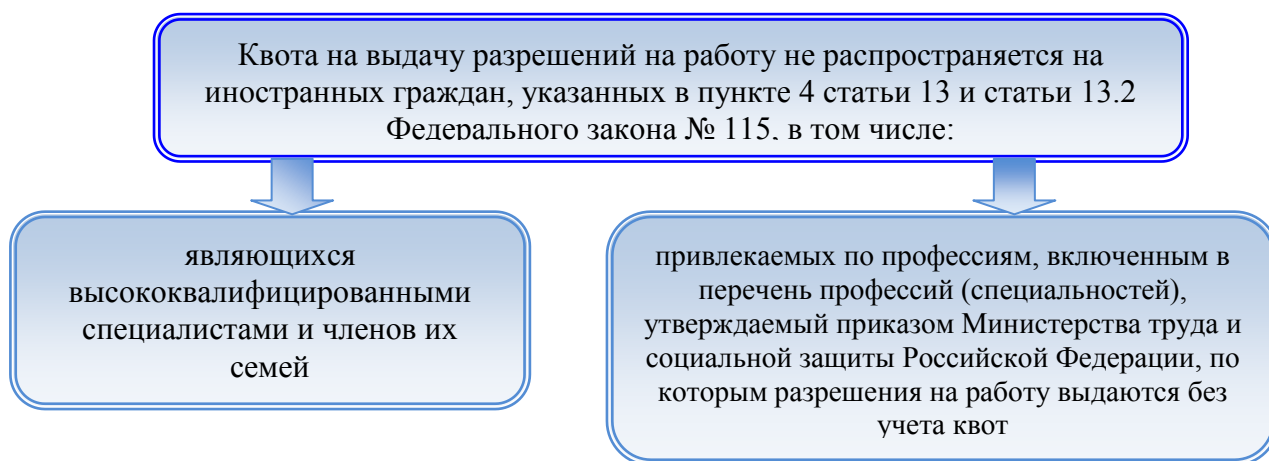 Квота на выдачу разрешений на работу не распространяется на
иностранных граждан, указанных в пункте 4 статьи 13 и статьи 13.2
Федерального закона № 115, в том числе:
являющихся
высококвалифицированными
специалистами и членов их
семей
привлекаемых по профессиям, включенным в
перечень профессий (специальностей),
утверждаемый приказом Министерства труда и
социальной защиты Российской Федерации, по
которым разрешения на работу выдаются без
учета квот